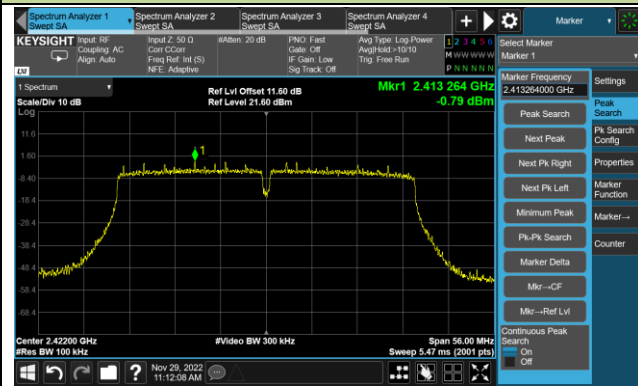 Spectrum Analyzer 1
Swept SA
Spectrum Analyzer 2
Swept SA
Spectrum Analyzer 3
Swept SA
Spectrum Analyzer 4
Swept SA
Marker
KEYSIGHT
Input: RF
Coupling: AC
Align: Auto
Input Z: 50 Ω
Corr CCorr
Freq Ref: Int (S)
NFE: Adaptive
#Atten: 20 dB
PNO: Fast
Gate: Off
IF Gain: Low
Sig Track: Off
Avg Type: Log-Power
Avg|Hold >10/10
Trig: Free Run
1 2 3 4 5 6
M W W W W W
P N N N N N
Select Marker
Marker 1
LXI
1 Spectrum
Scale/Div 10 dB
Log
Ref Lvl Offset 11.60 dB
Ref Level 21.60 dBm
Mkr1 2.413 264 GHz
-0.79 dBm
1
11.6
1.60
-8.40
-18.4
-28.4
-38.4
-48.4
-58.4
-68.4
Center 2.42200 GHz
#Res BW 100 kHz
#Video BW 300 kHz
Span 56.00 MHz
Sweep 5.47 ms (2001 pts)
Marker Frequency
2.413264000 GHz
Peak Search
Next Peak
Next Pk Right
Next Pk Left
Minimum Peak
Pk-Pk Search
Marker Delta
Mkr→CF
Mkr→Ref Lvl
Continuous Peak
Search
On
Off
Settings
Peak
Search
Pk Search
Config
Properties
Marker
Function
Marker→
Counter
Nov 29, 2022
11:12:08 AM